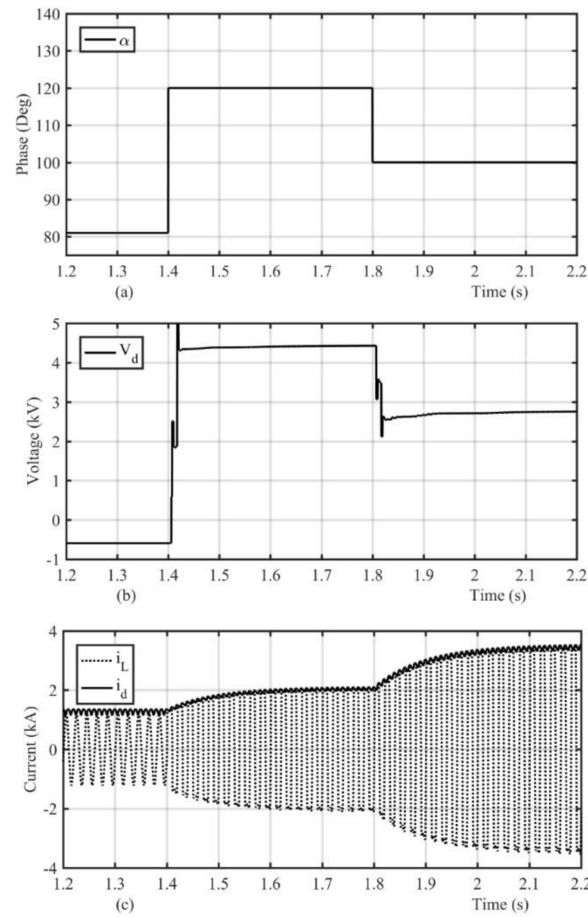 140
α
130
120
110
100
90
80
Phase (Deg)
1.2 1.3 1.4 1.5 1.6 1.7 1.8 1.9 2 2.1 2.2
(a) Time (s)
5
V_d
4
3
2
1
0
-1
Voltage (kV)
1.2 1.3 1.4 1.5 1.6 1.7 1.8 1.9 2 2.1 2.2
(b) Time (s)
4
i_L
i_d
2
0
-2
-4
Current (kA)
1.2 1.3 1.4 1.5 1.6 1.7 1.8 1.9 2 2.1 2.2
(c) Time (s)